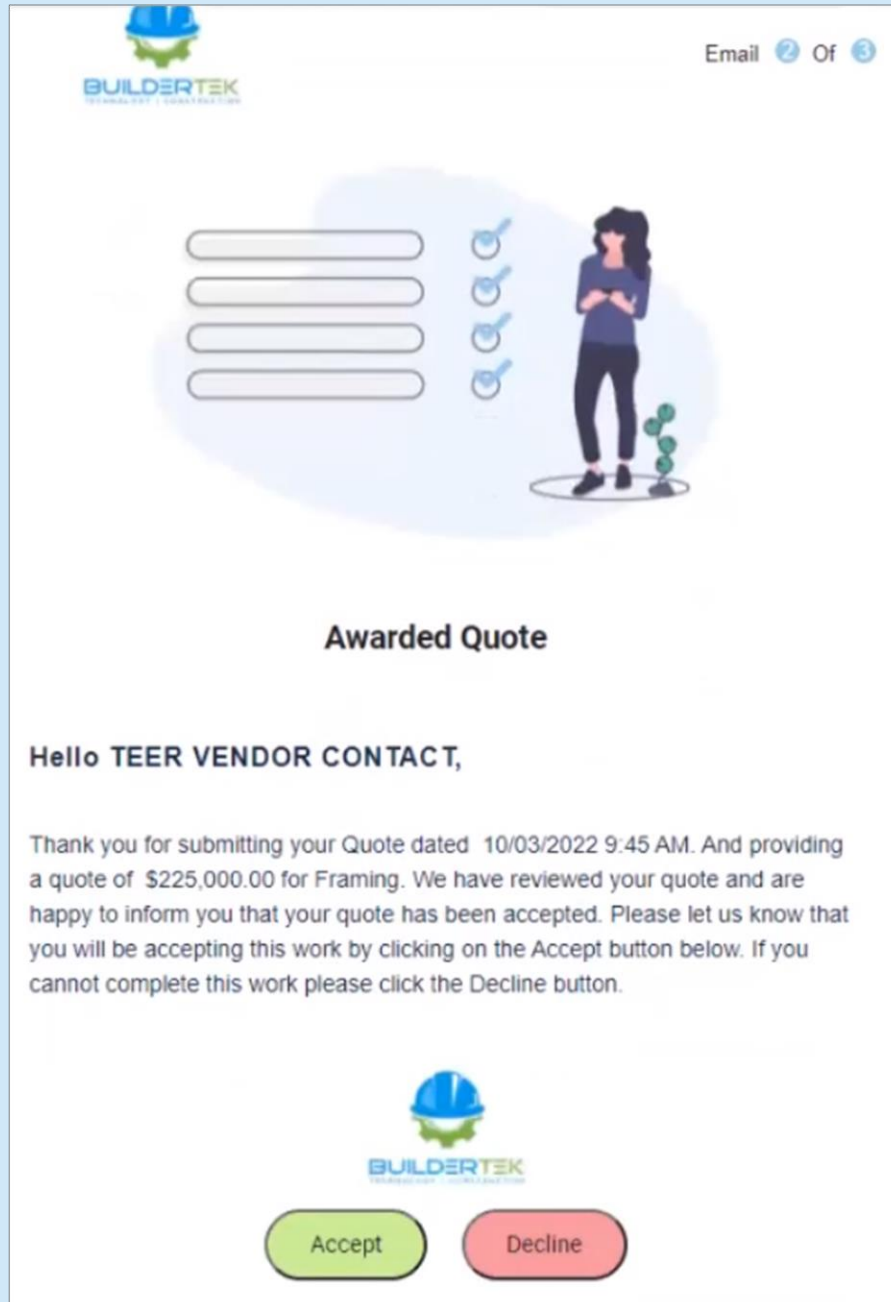 BUILDERTEK
Email 2 Of 3
Awarded Quote
Hello TEER VENDOR CONTACT,
Thank you for submitting your Quote dated 10/03/2022 9:45 AM. And providing
a quote of $225,000.00 for Framing. We have reviewed your quote and are
happy to inform you that your quote has been accepted. Please let us know that
you will be accepting this work by clicking on the Accept button below. If you
cannot complete this work please click the Decline button.
BUILDERTEK
Accept Decline